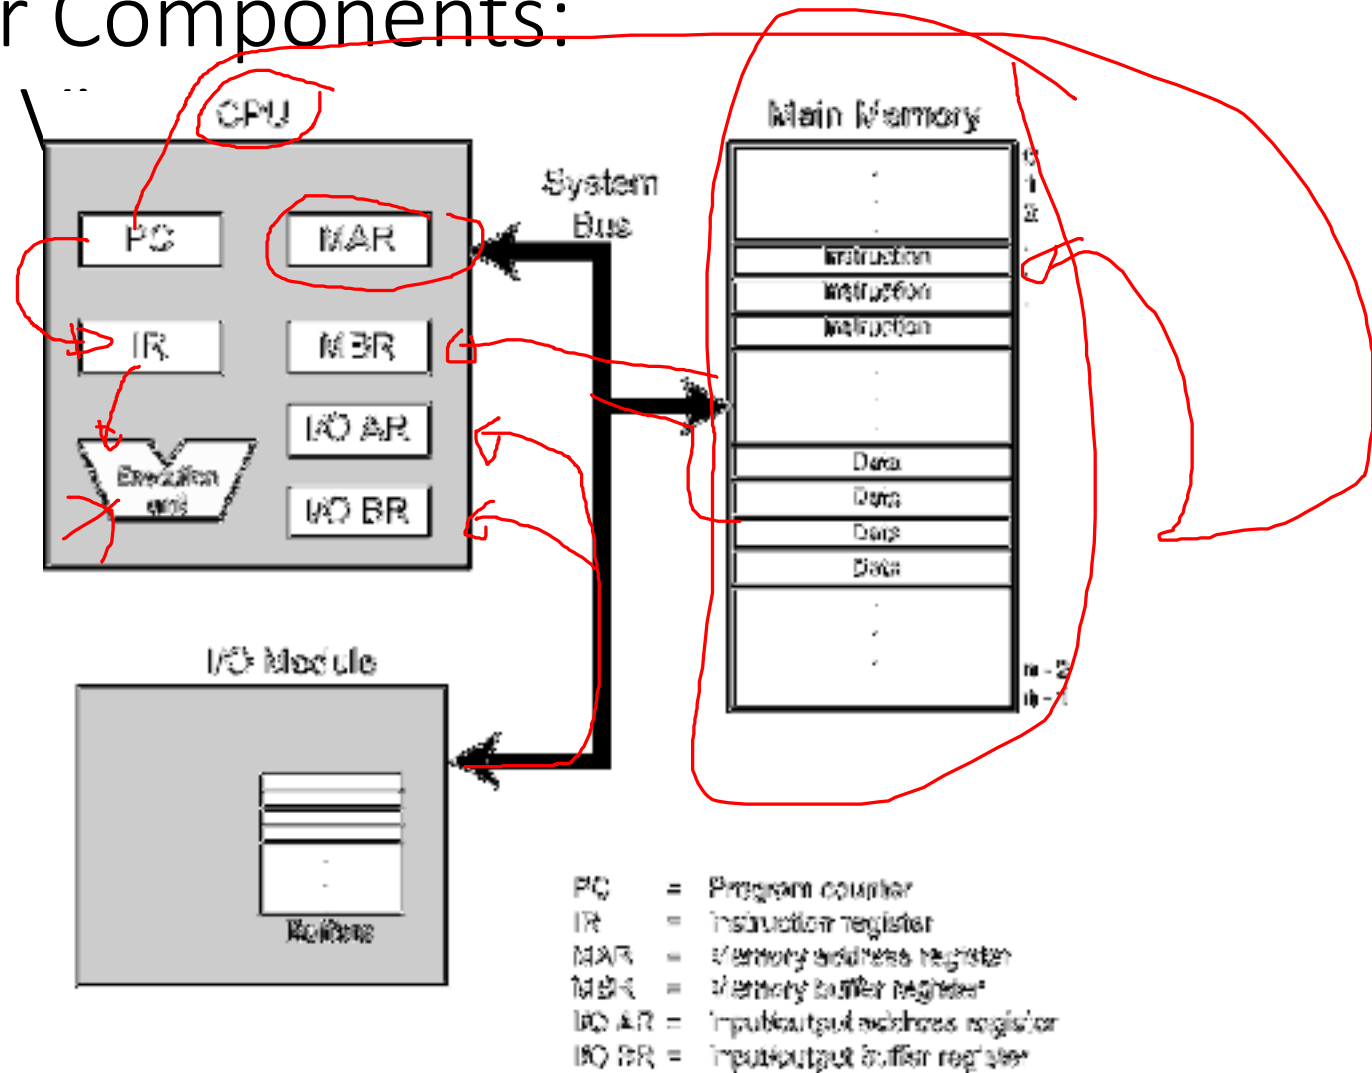 r Components:
CPU
Main Memory
System
Bus
0
1
2
PC
MAR
Instruction
Instruction
Instruction
IR
MBR
I/O AR
Execution
unit
I/O BR
Data
Data
Data
Data
I/O Module
n - 2
n - 1
Buffers
PC = Program counter
IR = Instruction register
MAR = Memory address register
MBR = Memory buffer register
I/O AR = Input/output address register
I/O BR = Input/output buffer register